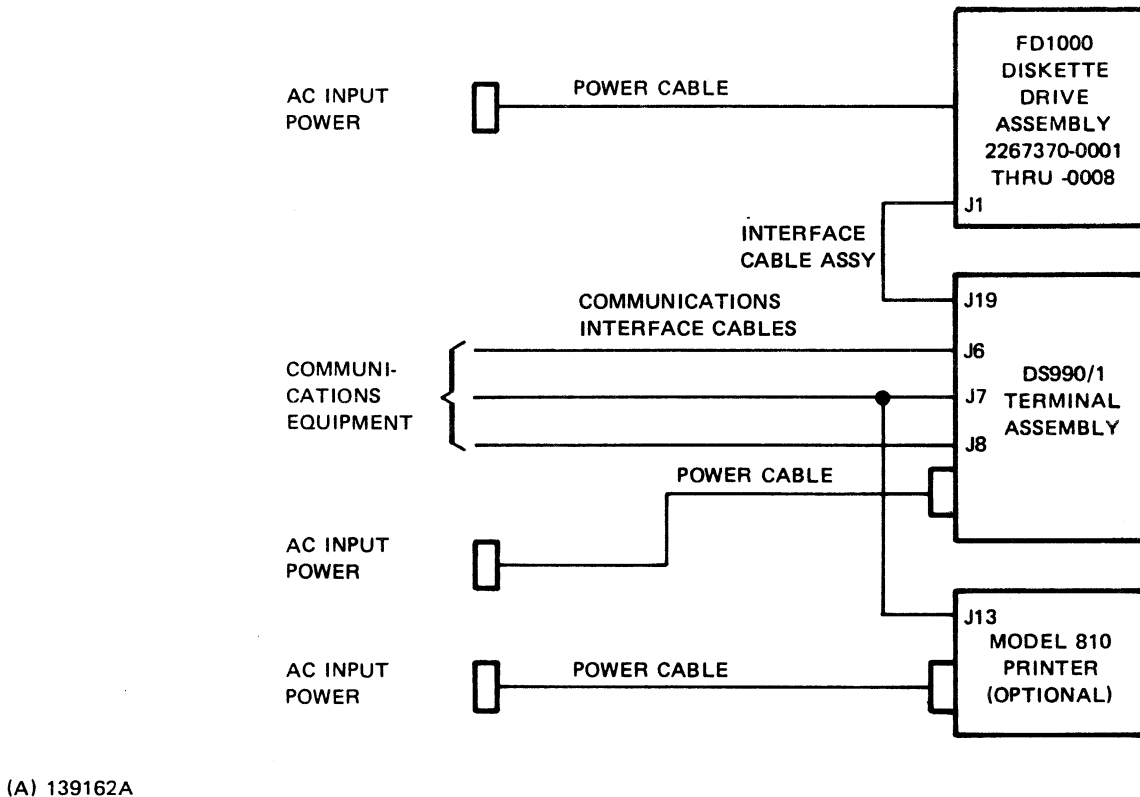 FD1000
DISKETTE
DRIVE
ASSEMBLY
2267370-0001
THRU -0008
J1
AC INPUT
POWER
POWER CABLE
INTERFACE
CABLE ASSY
COMMUNICATIONS
INTERFACE CABLES
COMMUNI-
CATIONS
EQUIPMENT
J19
J6
J7
J8
DS990/1
TERMINAL
ASSEMBLY
POWER CABLE
AC INPUT
POWER
J13
MODEL 810
PRINTER
(OPTIONAL)
AC INPUT
POWER
POWER CABLE
(A) 139162A